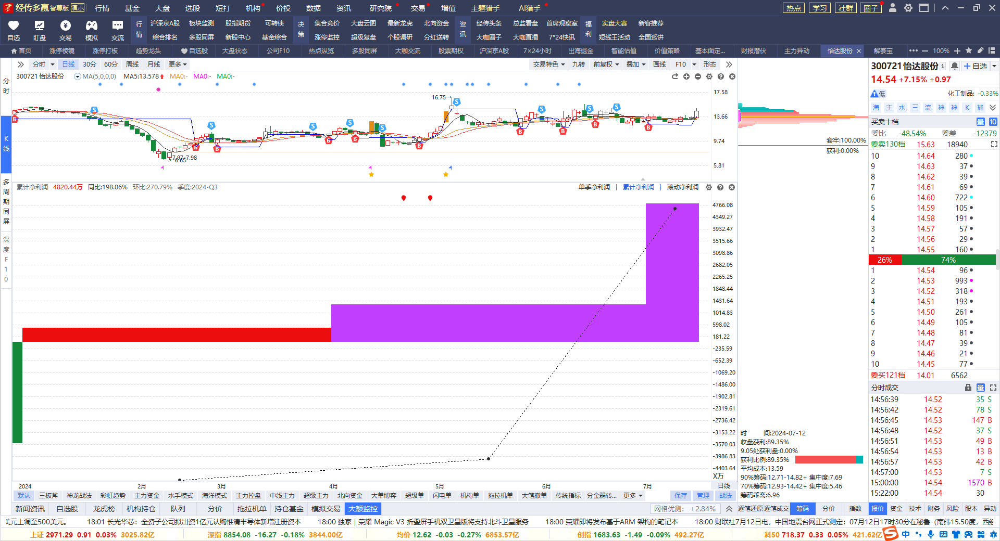 经传多赢 智尊版 演示 行情 基金 大盘 选股 短打 机构 价投 数据 资讯 研究院 交易 增值 主题猎手 AI猎手 热点 学习 社群 圈子
自选 盯盘 交易 模拟 交流
行情 沪深京A股 板块监测 股指期货 可转债 决策 集合竞价 大盘云图 最新龙虎 北向资金 资讯 经传头条 总监看盘 首席观察室 福利 实盘大赛 新客推荐
综合排名 多股同屏 新股中心 基金综合 涨停监控 超级复盘 个股调研 分红送转 大咖圈子 大咖直播 7*24快讯 短线王活动 全国巡讲
首页 涨停棱镜 涨停打板 趋势龙头 自选股 大盘状态 公司F10 热点纵览 多股同屏 大咖交流 股票期权 沪深京A股 7×24小时 出海掘金 智能估值 价值策略 基本面定... 财报潜伏 主力异动 怡达股份 解套宝 100%
分时 日线 30分 60分 周线 月线 更多 交易特色 九转 前复权 叠加 画线 F10 形态
分时
K线
多周期同屏
深度F10
300721 怡达股份 MA(5,0,0,0) MA5:13.578 MA0:- MA0:- MA0:-
17.58
13.66
9.74
5.81
16.75
7.97-7.98
6.65
累计净利润 4820.44万 同比:198.06% 环比:270.79% 季度:2024-Q3
单季净利润 | 累计净利润 | 滚动净利润
4766.08
4349.27
3932.47
3515.66
3098.86
2682.05
2265.25
1848.44
1431.64
1014.83
598.02
181.22
-235.59
-652.39
-1069.20
-1486.00
-1902.81
-2319.61
-2736.42
-3153.22
-3570.03
-3986.83
-4403.64
X万
2024 2月 3月 4月 5月 6月 7月 日线
默认 三板斧 神龙战法 彩虹趋势 主力资金 水手模式 海洋模式 主力控盘 中线主力 超级主力 北向资金 大单博弈 超级单 闪电单 机构单 拖拉机单 大笔撤单 传统指标 分金弱转... 更多 保存 管理 战法
新闻资讯 自选股 龙虎榜 机构持仓 队列 分价 拖拉机单 持仓基金 模拟交易 大额监控 网格优测: +2.84%
套牢:100.00%
获利:0.00%
时 间:2024-07-12
收盘获利:89.35%
9.05处获利盘:0.00%
获利比例:89.35%
平均成本:13.59
90%筹码:12.71-14.82+ 集中度:7.69
70%筹码:12.93-14.42+ 集中度:5.46
筹码乖离:6.96
逐笔还原 逐笔成交 筹码 分价 指数 报价 资金 技术 财务 风险 股本 异动
300721 怡达股份 自选
14.54 +7.15% +0.97
低 化工制品: -0.33%
海 主 水 三 流 神 神 K 捕
买卖十档 量 10
委比 -48.54% 委差 -12379
委卖130档 15.63 18940
10 14.64 280
9 14.63 37
8 14.62 39
7 14.61 69
6 14.60 722
5 14.59 105
4 14.58 191
3 14.57 57
2 14.56 29
1 14.55 160
26% 74%
1 14.54 96
2 14.53 993
3 14.52 318
4 14.51 193
5 14.50 261
6 14.49 105
7 14.48 81
8 14.47 39
9 14.46 21
10 14.45 77
委买121档 14.01 6562
分时成交 量
14:56:39 14.52 35 S
14:56:42 14.52 78 S
14:56:45 14.53 147 B
14:56:48 14.52 37 S
14:56:51 14.53 49 B
14:56:54 14.53 13 B
14:56:57 14.53 42 B
14:57:00 14.53 7 S
15:00:00 14.54 1570 B
15:22:00 14.54 30
美元上调至500美元。 18:01 长光华芯：全资子公司拟出资1亿元认购惟清半导体新增注册资本 18:00 独家｜荣耀 Magic V3 折叠屏手机双卫星版将支持北斗卫星服务 18:00 荣耀即将发布基于ARM 架构的笔记本 18:00 财联社7月12日电，中国地震台网正式测定：07月12日17时30分在秘鲁（南纬15.50度，西经
上证 2971.29 0.91 0.03% 3025.82亿 深指 8854.08 -16.27 -0.18% 3844.00亿 均价 12.62 -0.03 -0.27% 6853.57亿 创指 1683.63 -1.49 -0.09% 492.27亿 科50 718.37 0.33 0.05% 421.62亿 中